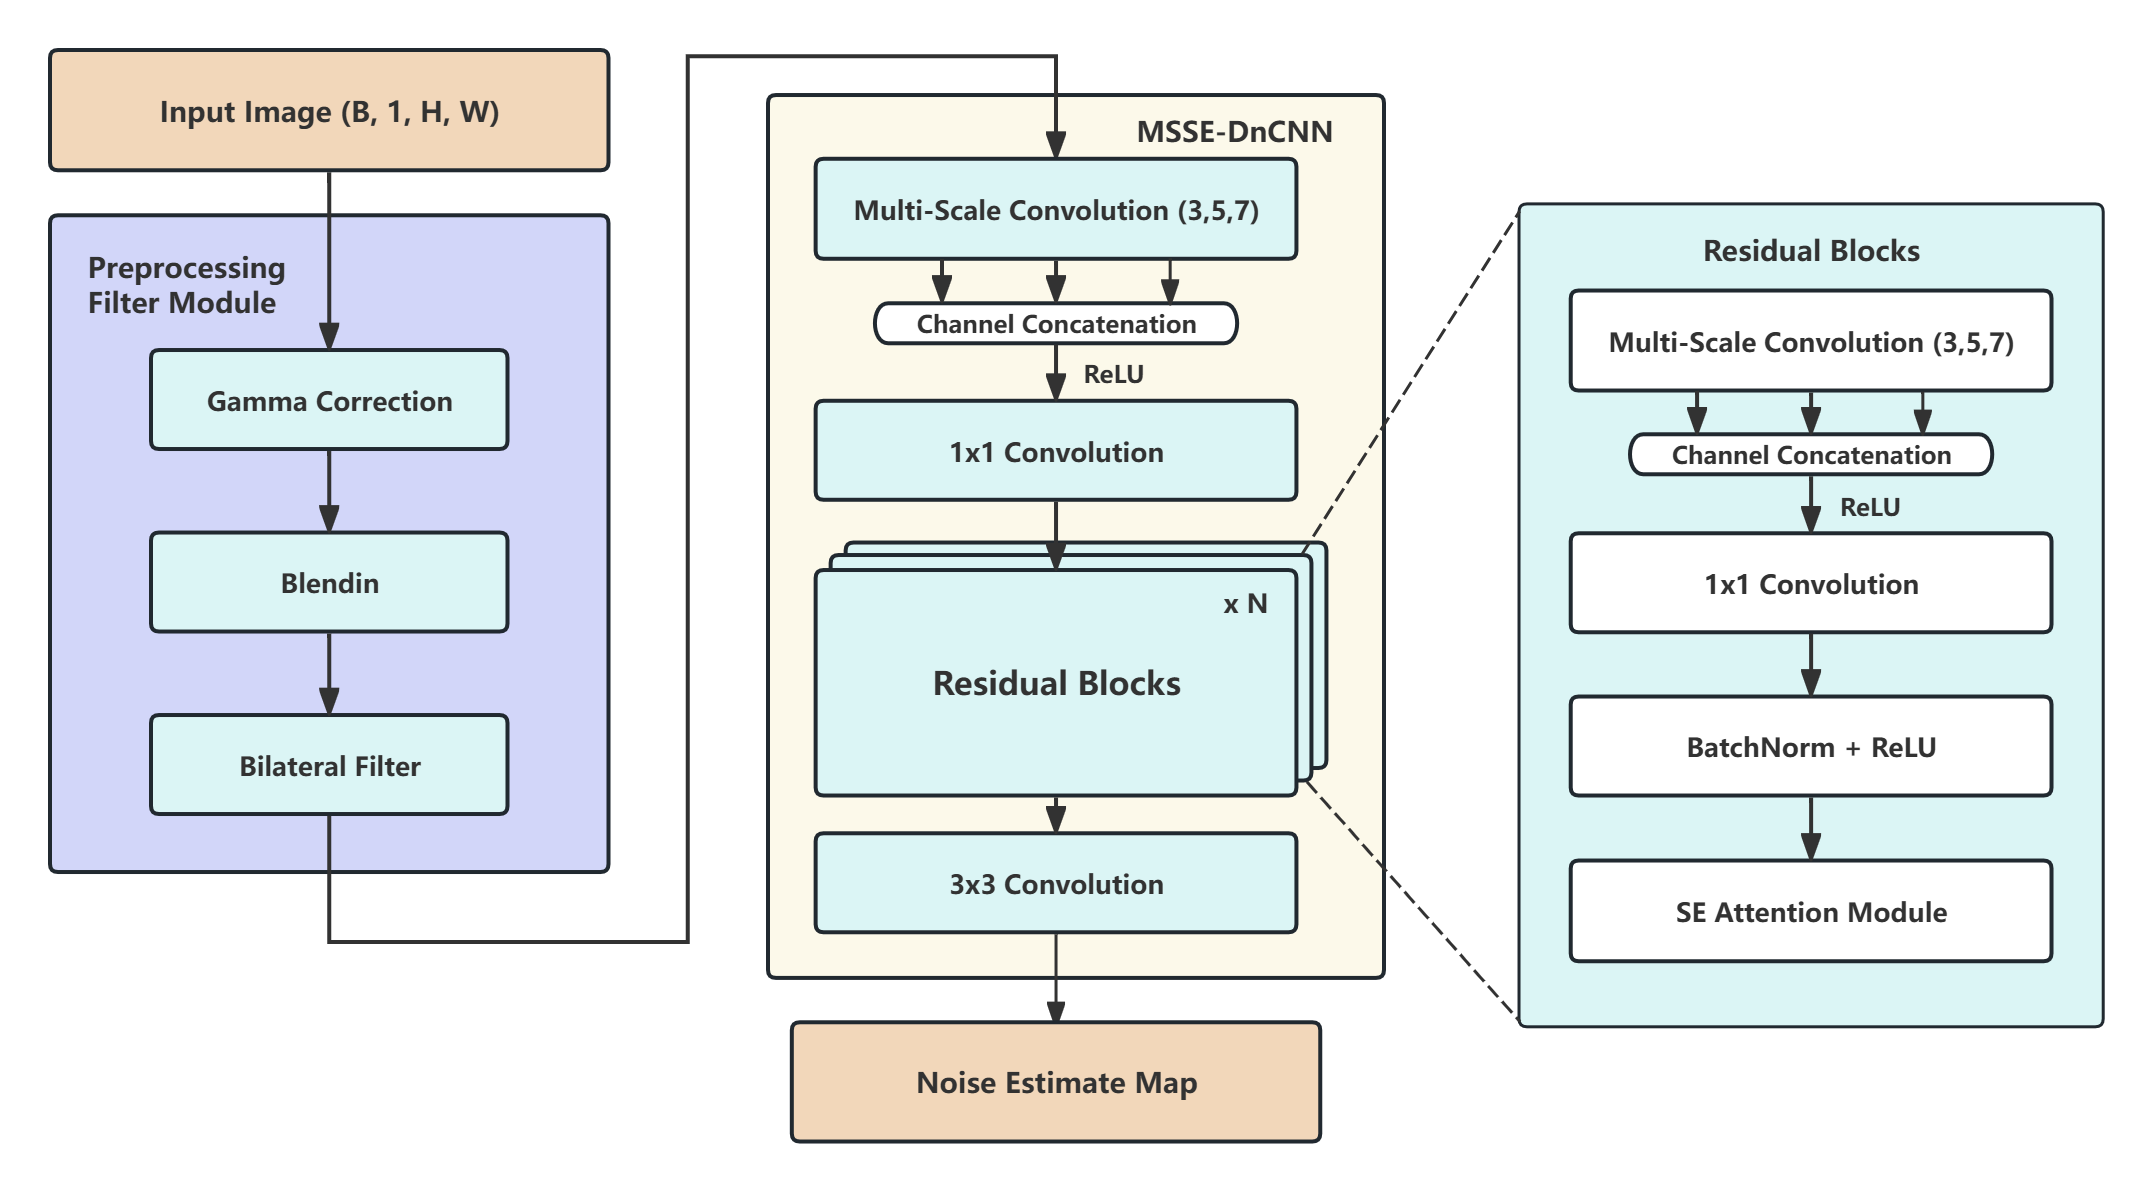 Input Image (B, 1, H, W)
Preprocessing
Filter Module
Gamma Correction
Blendin
Bilateral Filter
MSSE-DnCNN
Multi-Scale Convolution (3,5,7)
Channel Concatenation
ReLU
1x1 Convolution
x N
Residual Blocks
3x3 Convolution
Noise Estimate Map
Residual Blocks
Multi-Scale Convolution (3,5,7)
Channel Concatenation
ReLU
1x1 Convolution
BatchNorm + ReLU
SE Attention Module